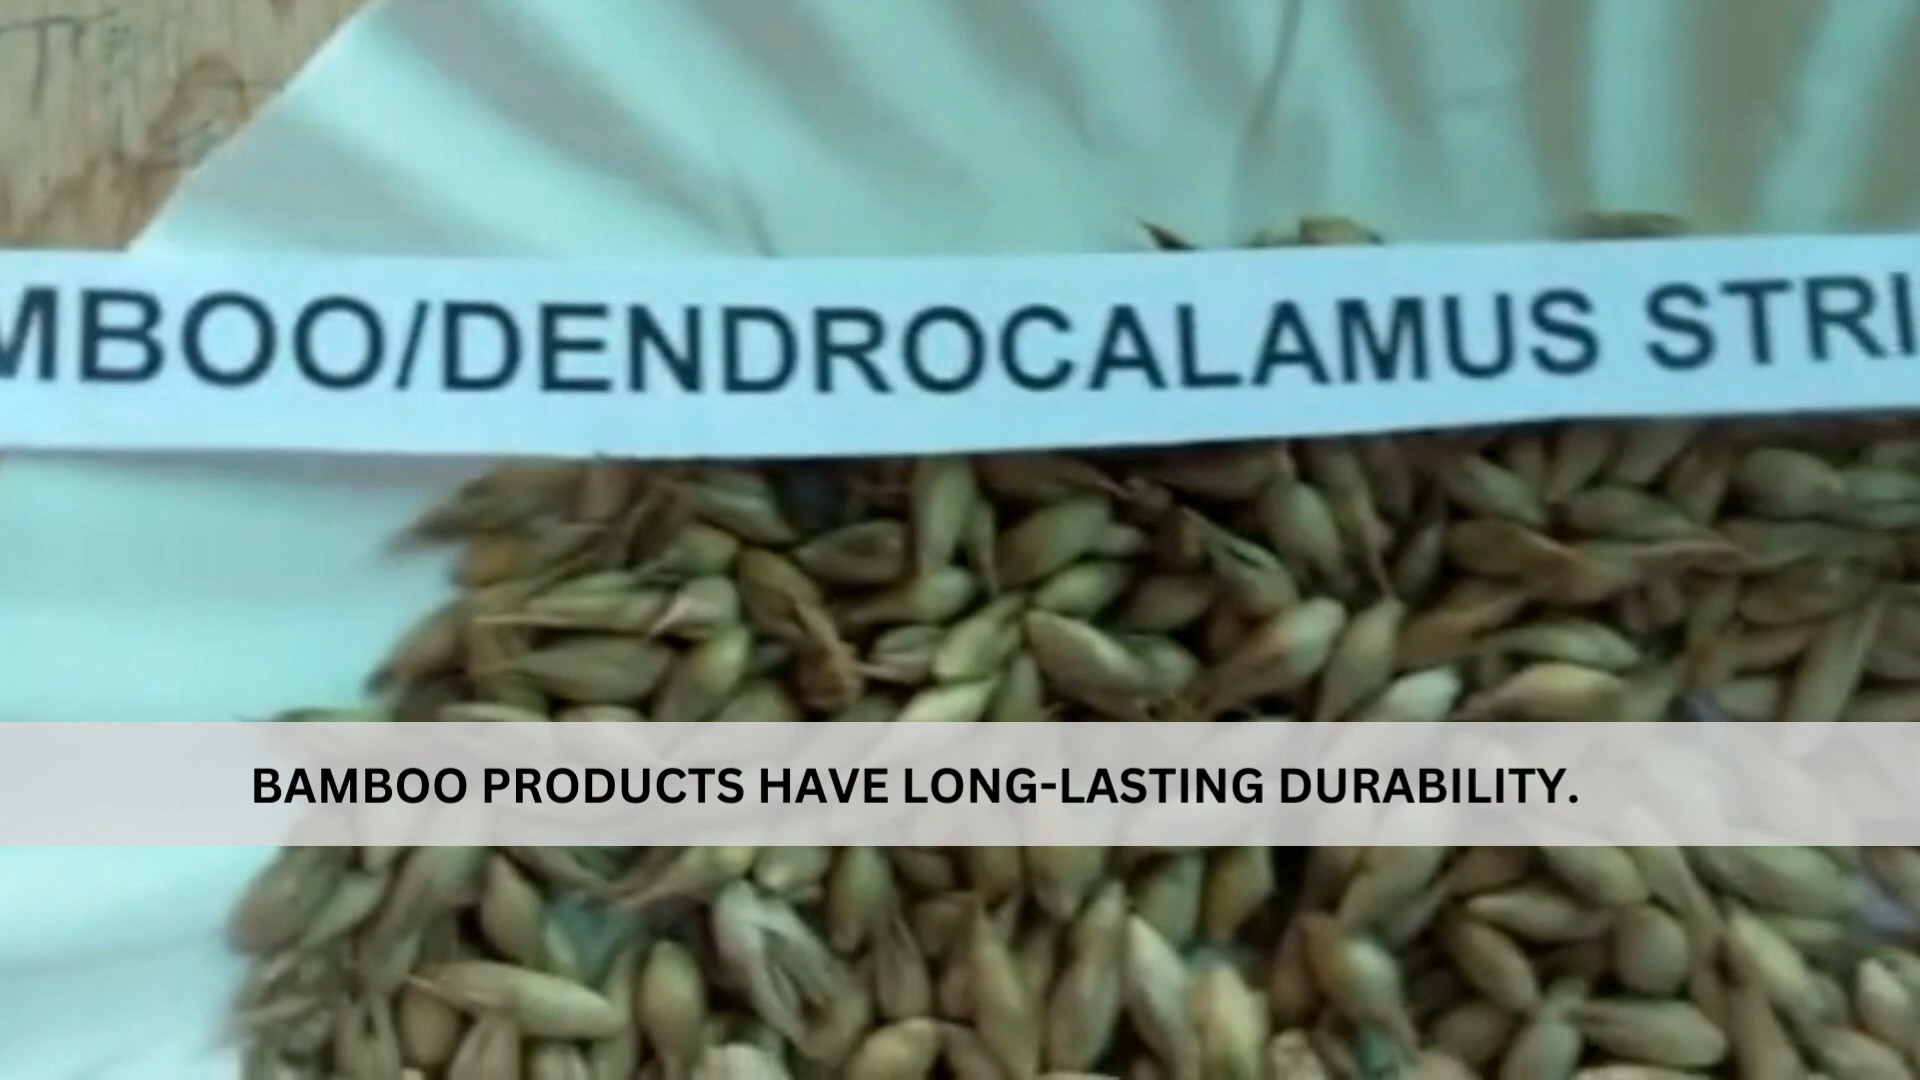 MBOO/DENDROCALAMUS STRI
BAMBOO PRODUCTS HAVE LONG-LASTING DURABILITY.